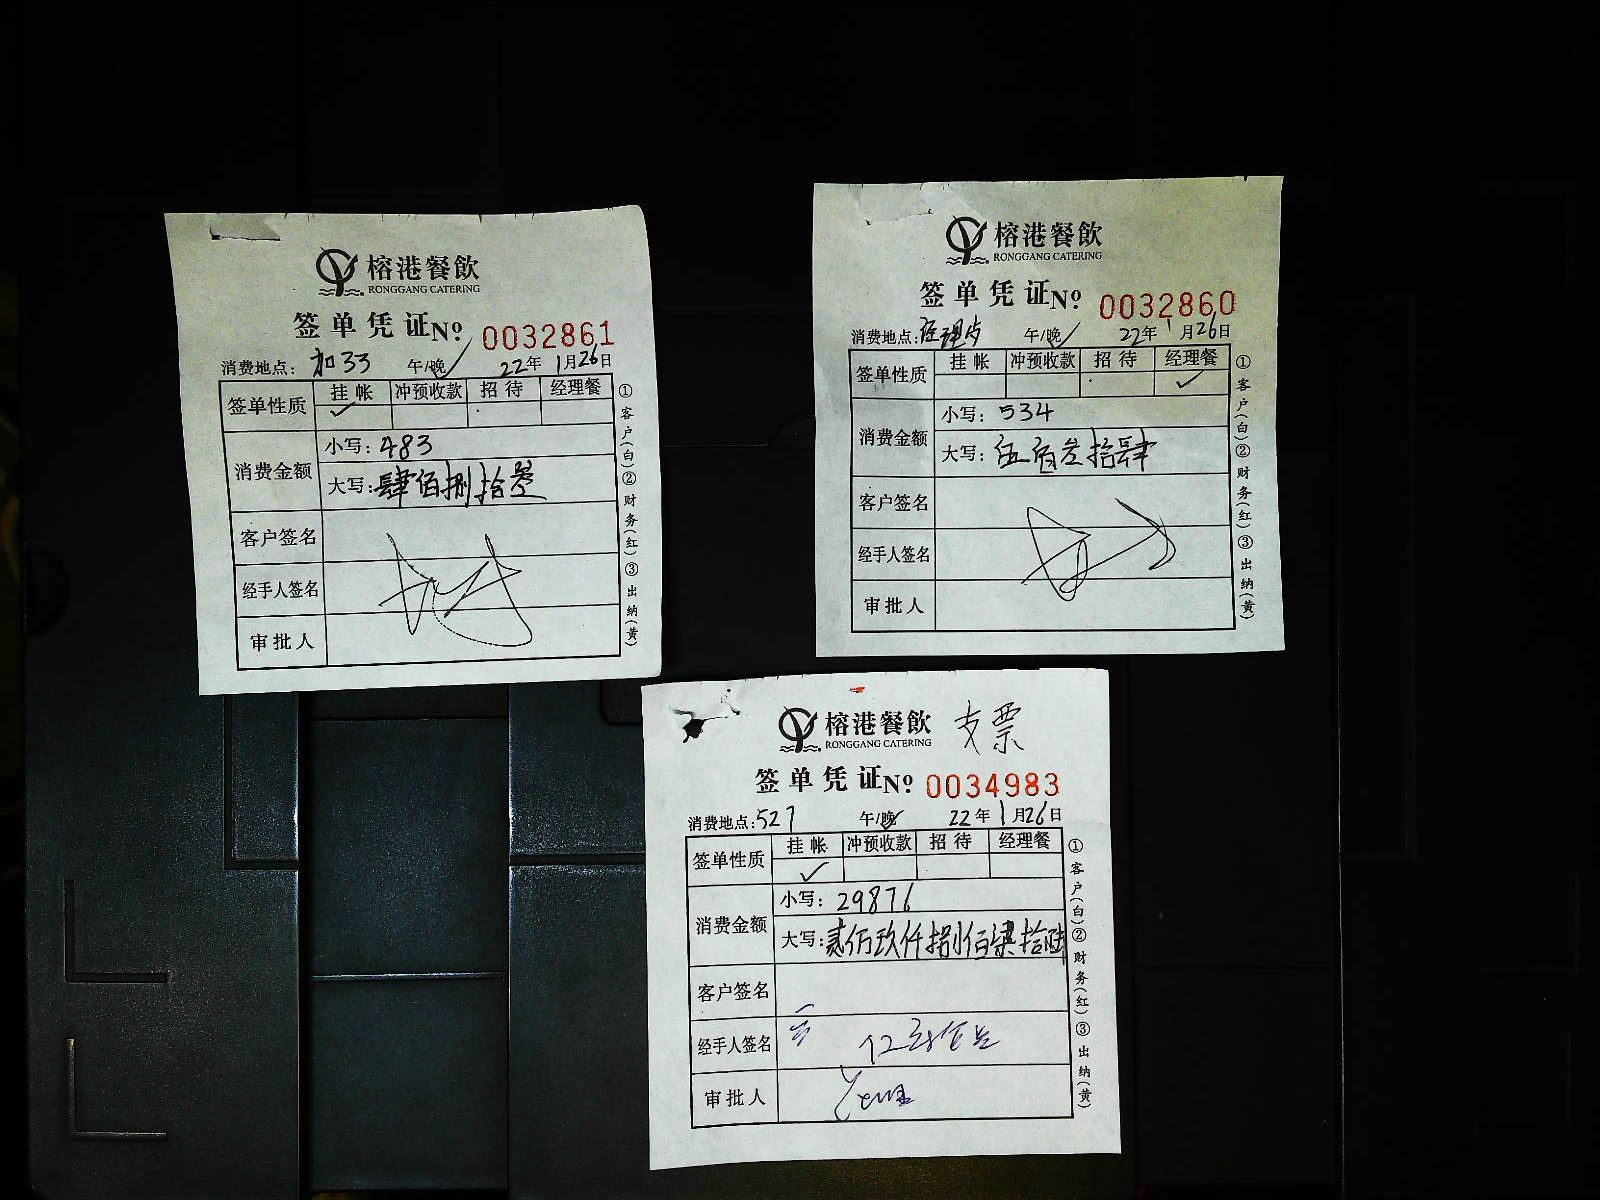 榕港餐飲
RONGGANG CATERING
签单凭证No 0032861
消费地点：加33 午/晚 22年1月26日
签单性质 挂帐 冲预收款 招待 经理餐
消费金额
小写：483
大写：肆佰捌拾叁
客户签名
经手人签名
审批人
①客户(白)②财务(红)③出纳(黄)
榕港餐飲
RONGGANG CATERING
签单凭证No 0032860
消费地点: 午/晚 22年1月26日
签单性质 挂帐 冲预收款 招待 经理餐
消费金额
小写：534
大写：伍佰叁拾肆
客户签名
经手人签名
审批人
①客户(白)②财务(红)③出纳(黄)
榕港餐飲 支票
RONGGANG CATERING
签单凭证No 0034983
消费地点:527 午/晚 22年1月26日
签单性质 挂帐 冲预收款 招待 经理餐
消费金额
小写：29876
大写:贰万玖仟捌佰柒拾陆
客户签名
经手人签名
审批人
①客户(白)②财务(红)③出纳(黄)